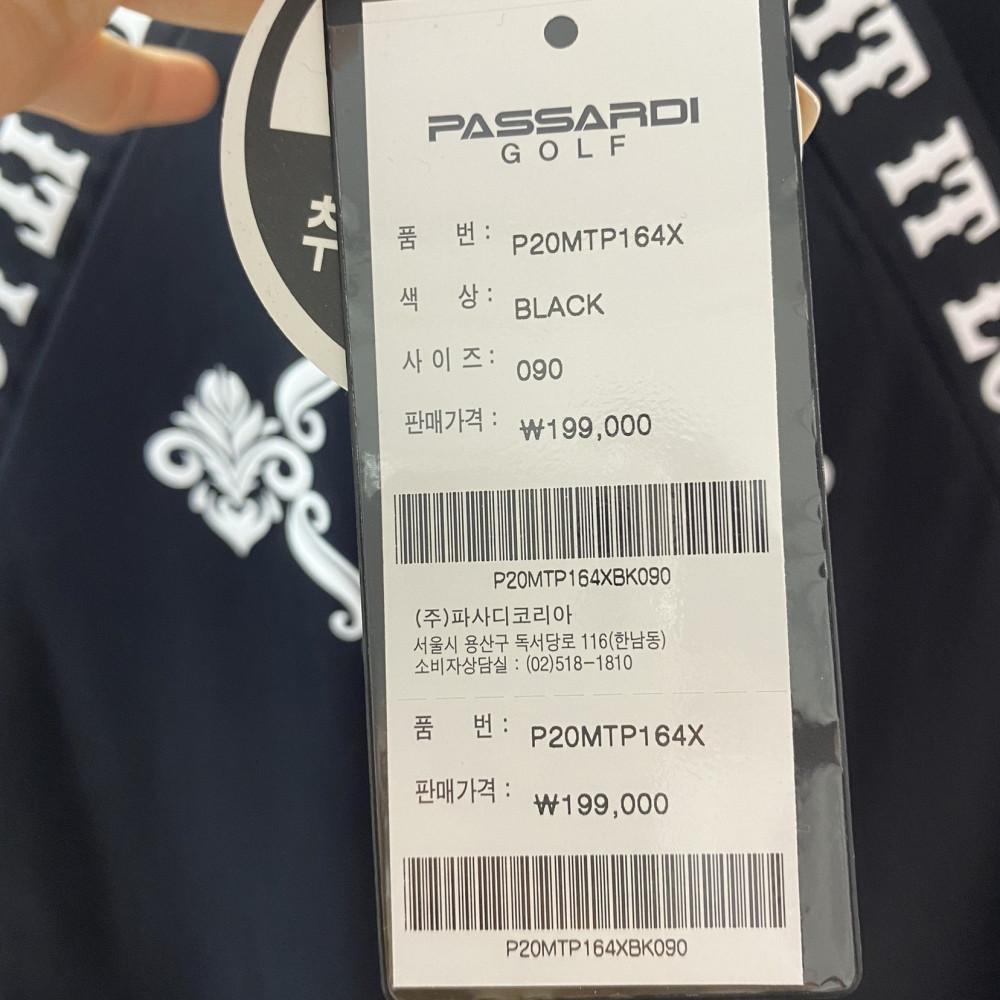 PASSARDI
GOLF
품 번 : P20MTP164X
색 상 : BLACK
사 이 즈 : 090
판매가격 : ₩199,000
P20MTP164XBK090
(주)파사디코리아
서울시 용산구 독서당로 116(한남동)
소비자상담실 : (02)518-1810
품 번 : P20MTP164X
판매가격 : ₩199,000
P20MTP164XBK090